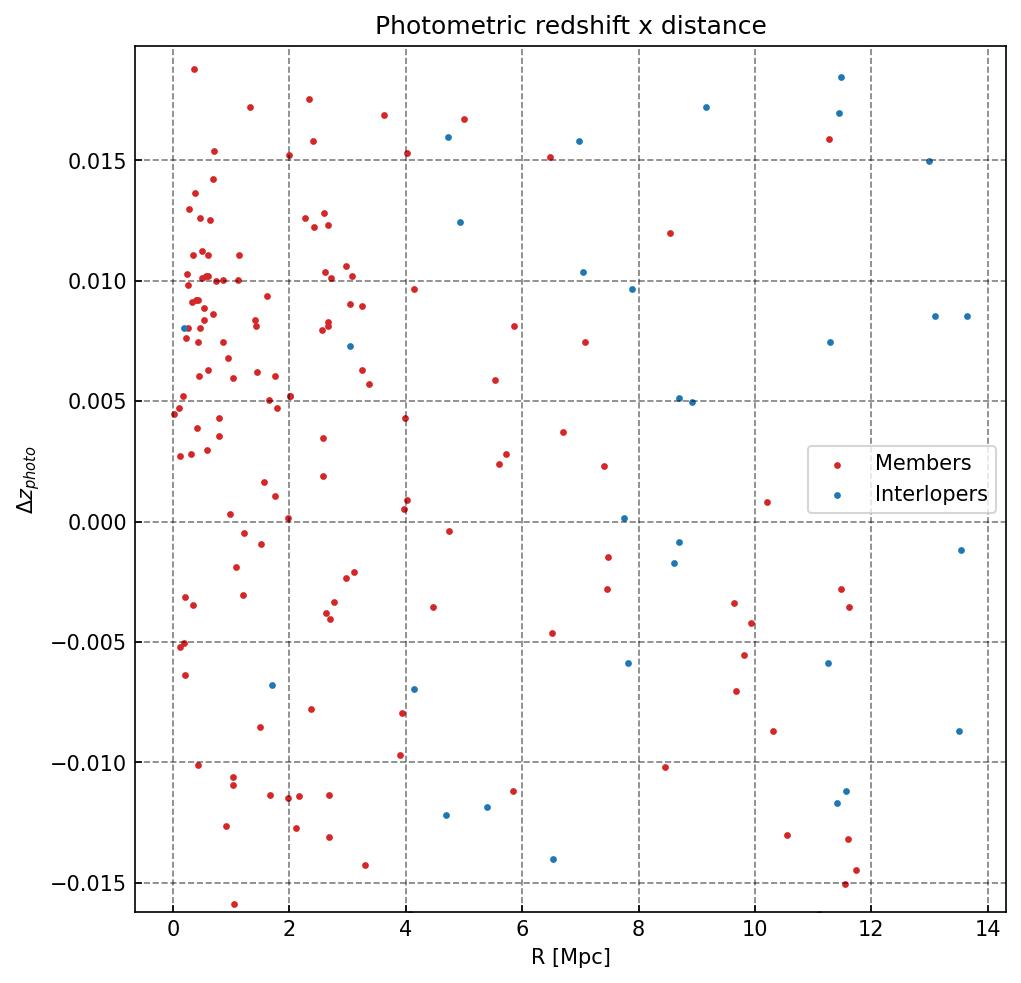 Photometric redshift x distance
0.015
0.010
0.005
0.000
−0.005
−0.010
−0.015
Δz_photo
Members
Interlopers
0 2 4 6 8 10 12 14
R [Mpc]